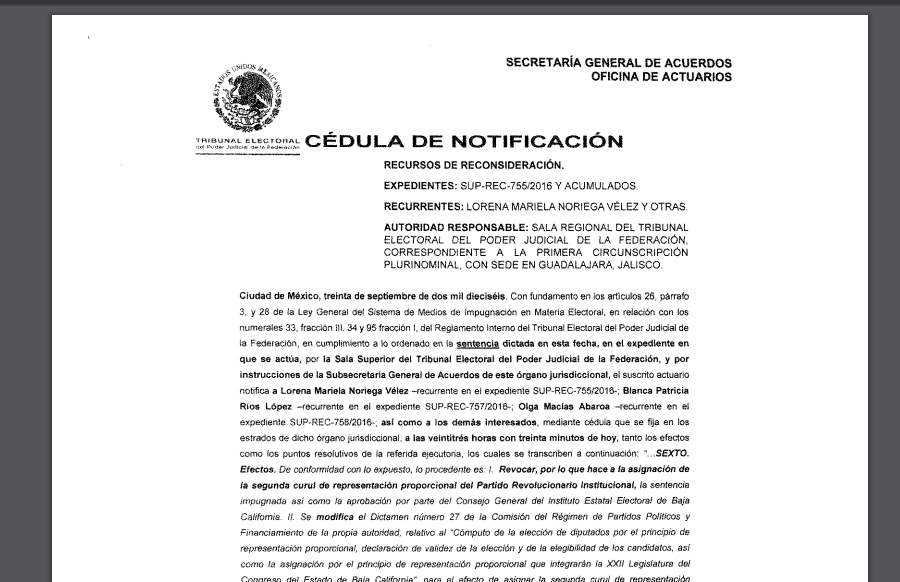 SECRETARÍA GENERAL DE ACUERDOS
OFICINA DE ACTUARIOS
ESTADOS UNIDOS MEXICANOS
TRIBUNAL ELECTORAL
del Poder Judicial de la Federación
CÉDULA DE NOTIFICACIÓN
RECURSOS DE RECONSIDERACIÓN.
EXPEDIENTES: SUP-REC-755/2016 Y ACUMULADOS.
RECURRENTES: LORENA MARIELA NORIEGA VÉLEZ Y OTRAS.
AUTORIDAD RESPONSABLE: SALA REGIONAL DEL TRIBUNAL
ELECTORAL DEL PODER JUDICIAL DE LA FEDERACIÓN,
CORRESPONDIENTE A LA PRIMERA CIRCUNSCRIPCIÓN
PLURINOMINAL, CON SEDE EN GUADALAJARA, JALISCO.
Ciudad de México, treinta de septiembre de dos mil dieciséis. Con fundamento en los artículos 26, párrafo
3, y 28 de la Ley General del Sistema de Medios de Impugnación en Materia Electoral, en relación con los
numerales 33, fracción III, 34 y 95 fracción I, del Reglamento Interno del Tribunal Electoral del Poder Judicial de
la Federación, en cumplimiento a lo ordenado en la sentencia dictada en esta fecha, en el expediente en
que se actúa, por la Sala Superior del Tribunal Electoral del Poder Judicial de la Federación, y por
instrucciones de la Subsecretaria General de Acuerdos de este órgano jurisdiccional, el suscrito actuario
notifica a Lorena Mariela Noriega Vélez –recurrente en el expediente SUP-REC-755/2016-; Blanca Patricia
Ríos López –recurrente en el expediente SUP-REC-757/2016-; Olga Macías Abaroa –recurrente en el
expediente SUP-REC-758/2016-; así como a los demás interesados, mediante cédula que se fija en los
estrados de dicho órgano jurisdiccional, a las veintitrés horas con treinta minutos de hoy, tanto los efectos
como los puntos resolutivos de la referida ejecutoria, los cuales se transcriben a continuación: "...SEXTO.
Efectos. De conformidad con lo expuesto, lo procedente es: I. Revocar, por lo que hace a la asignación de
la segunda curul de representación proporcional del Partido Revolucionario Institucional, la sentencia
impugnada así como la aprobación por parte del Consejo General del Instituto Estatal Electoral de Baja
California. II. Se modifica el Dictamen número 27 de la Comisión del Régimen de Partidos Políticos y
Financiamiento de la propia autoridad, relativo al "Cómputo de la elección de diputados por el principio de
representación proporcional, declaración de validez de la elección y de la elegibilidad de los candidatos, así
como la asignación por el principio de representación proporcional que integrarán la XXII Legislatura del
Congreso del Estado de Baja California", para el efecto de asignar la segunda curul de representación